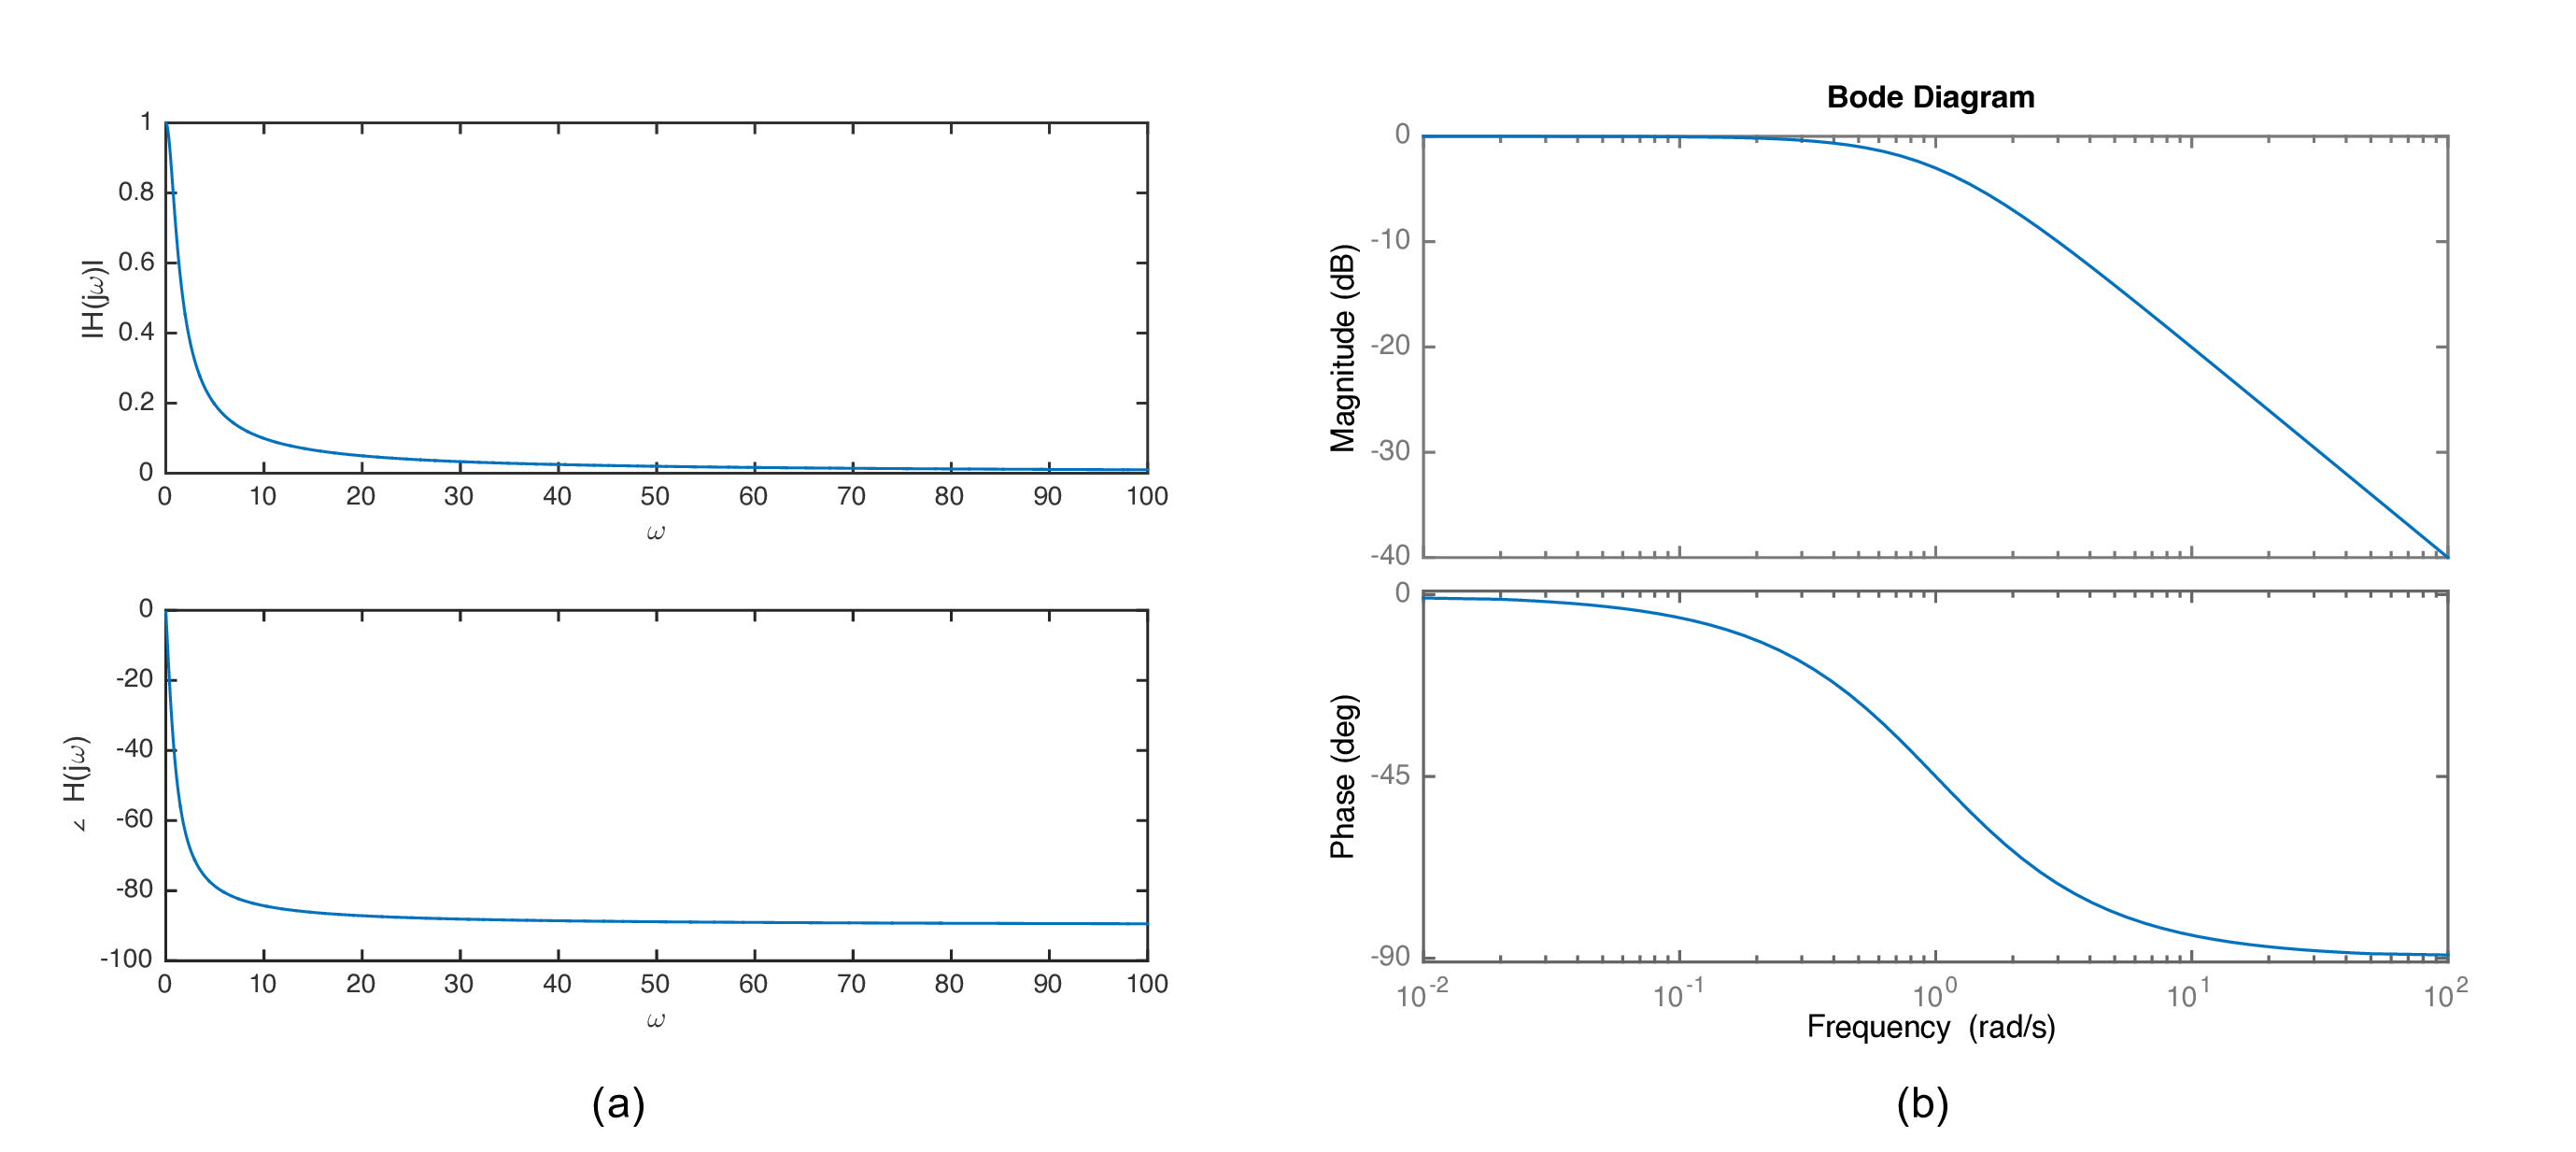 1
0.8
0.6
0.4
0.2
0
|H(jω)|
0 10 20 30 40 50 60 70 80 90 100
ω
0
-20
-40
-60
-80
-100
∠ H(jω)
0 10 20 30 40 50 60 70 80 90 100
ω
(a)
Bode Diagram
0
-10
-20
-30
-40
Magnitude (dB)
0
-45
-90
Phase (deg)
10^-2 10^-1 10^0 10^1 10^2
Frequency (rad/s)
(b)